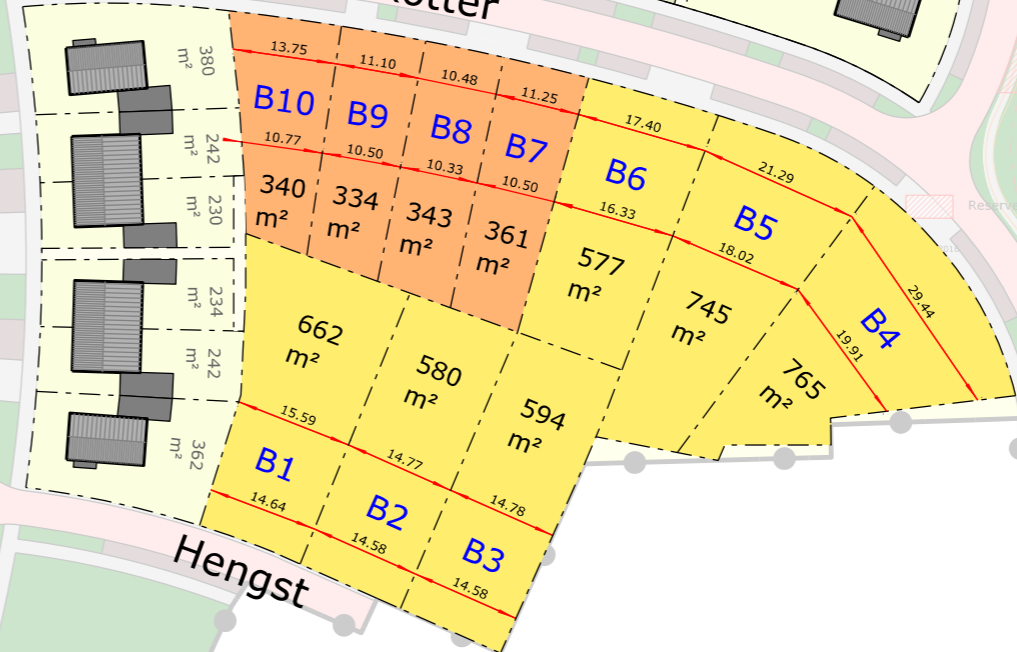 Kotter
380
m²
242
m²
230
m²
234
m²
242
m²
362
m²
13.75
11.10
10.48
11.25
17.40
21.29
29.44
B10
B9
B8
B7
B6
B5
B4
10.77
10.50
10.33
10.50
16.33
18.02
19.91
340
m²
334
m²
343
m²
361
m²
577
m²
745
m²
765
m²
Reserve
662
m²
580
m²
594
m²
15.59
14.77
14.78
B1
B2
B3
14.64
14.58
14.58
Hengst